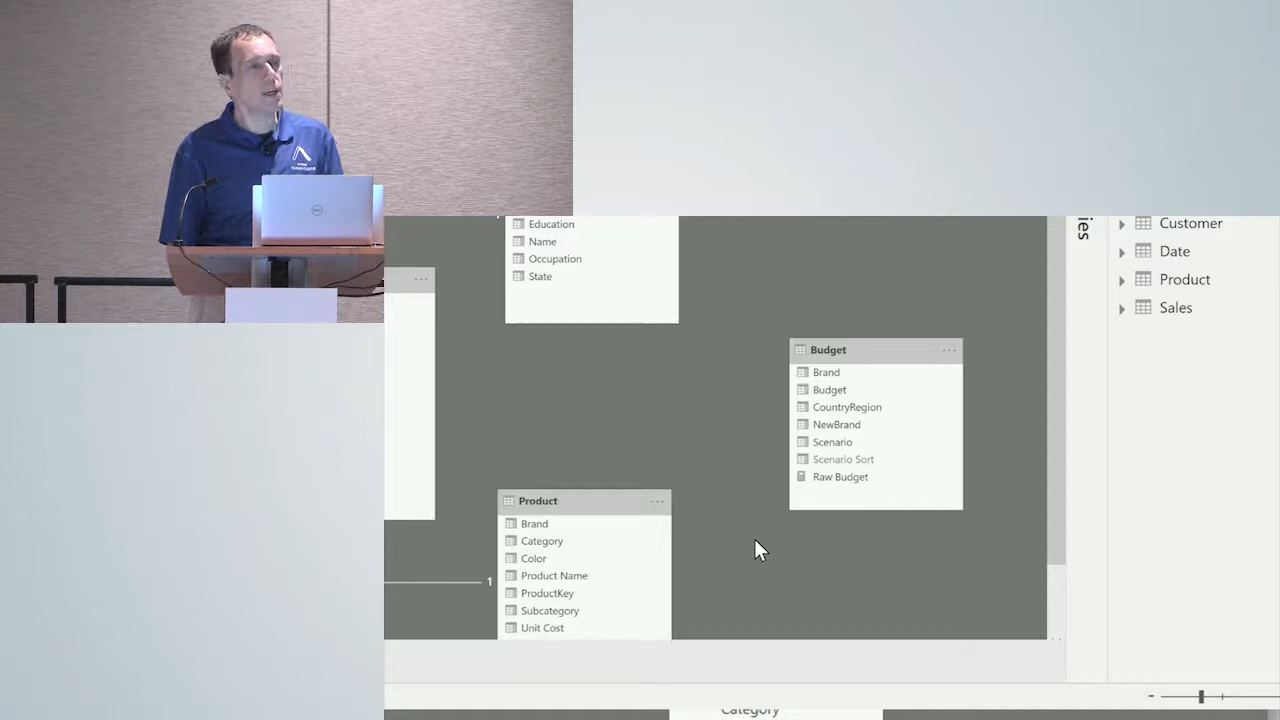 Education
Name
Occupation
State
ies
Customer
Date
Product
Sales
Budget
Brand
Budget
CountryRegion
NewBrand
Scenario
Scenario Sort
Raw Budget
Product
Brand
Category
Color
Product Name
ProductKey
Subcategory
Unit Cost
1
Category